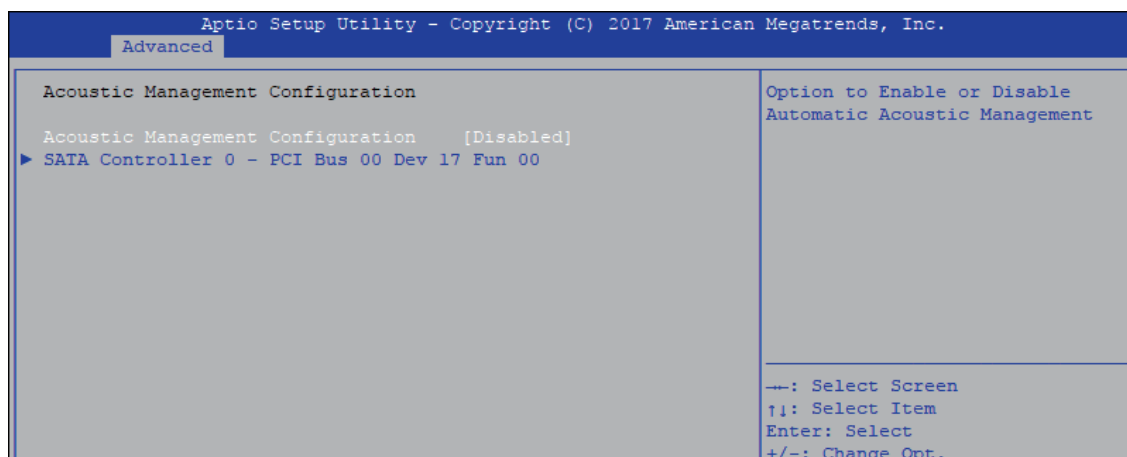 Aptio Setup Utility - Copyright (C) 2017 American Megatrends, Inc.
Advanced
Acoustic Management Configuration
Acoustic Management Configuration [Disabled]
► SATA Controller 0 - PCI Bus 00 Dev 17 Fun 00
Option to Enable or Disable
Automatic Acoustic Management
→←: Select Screen
↑↓: Select Item
Enter: Select
+/-: Change Opt.